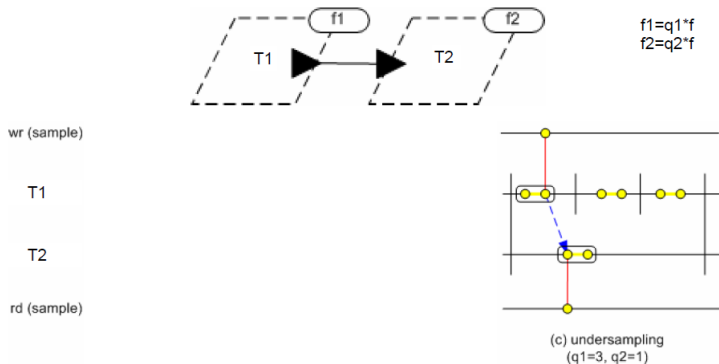 f1
f2
f1=q1*f
f2=q2*f
T1
T2
wr (sample)
T1
T2
rd (sample)
(c) undersampling
(q1=3, q2=1)